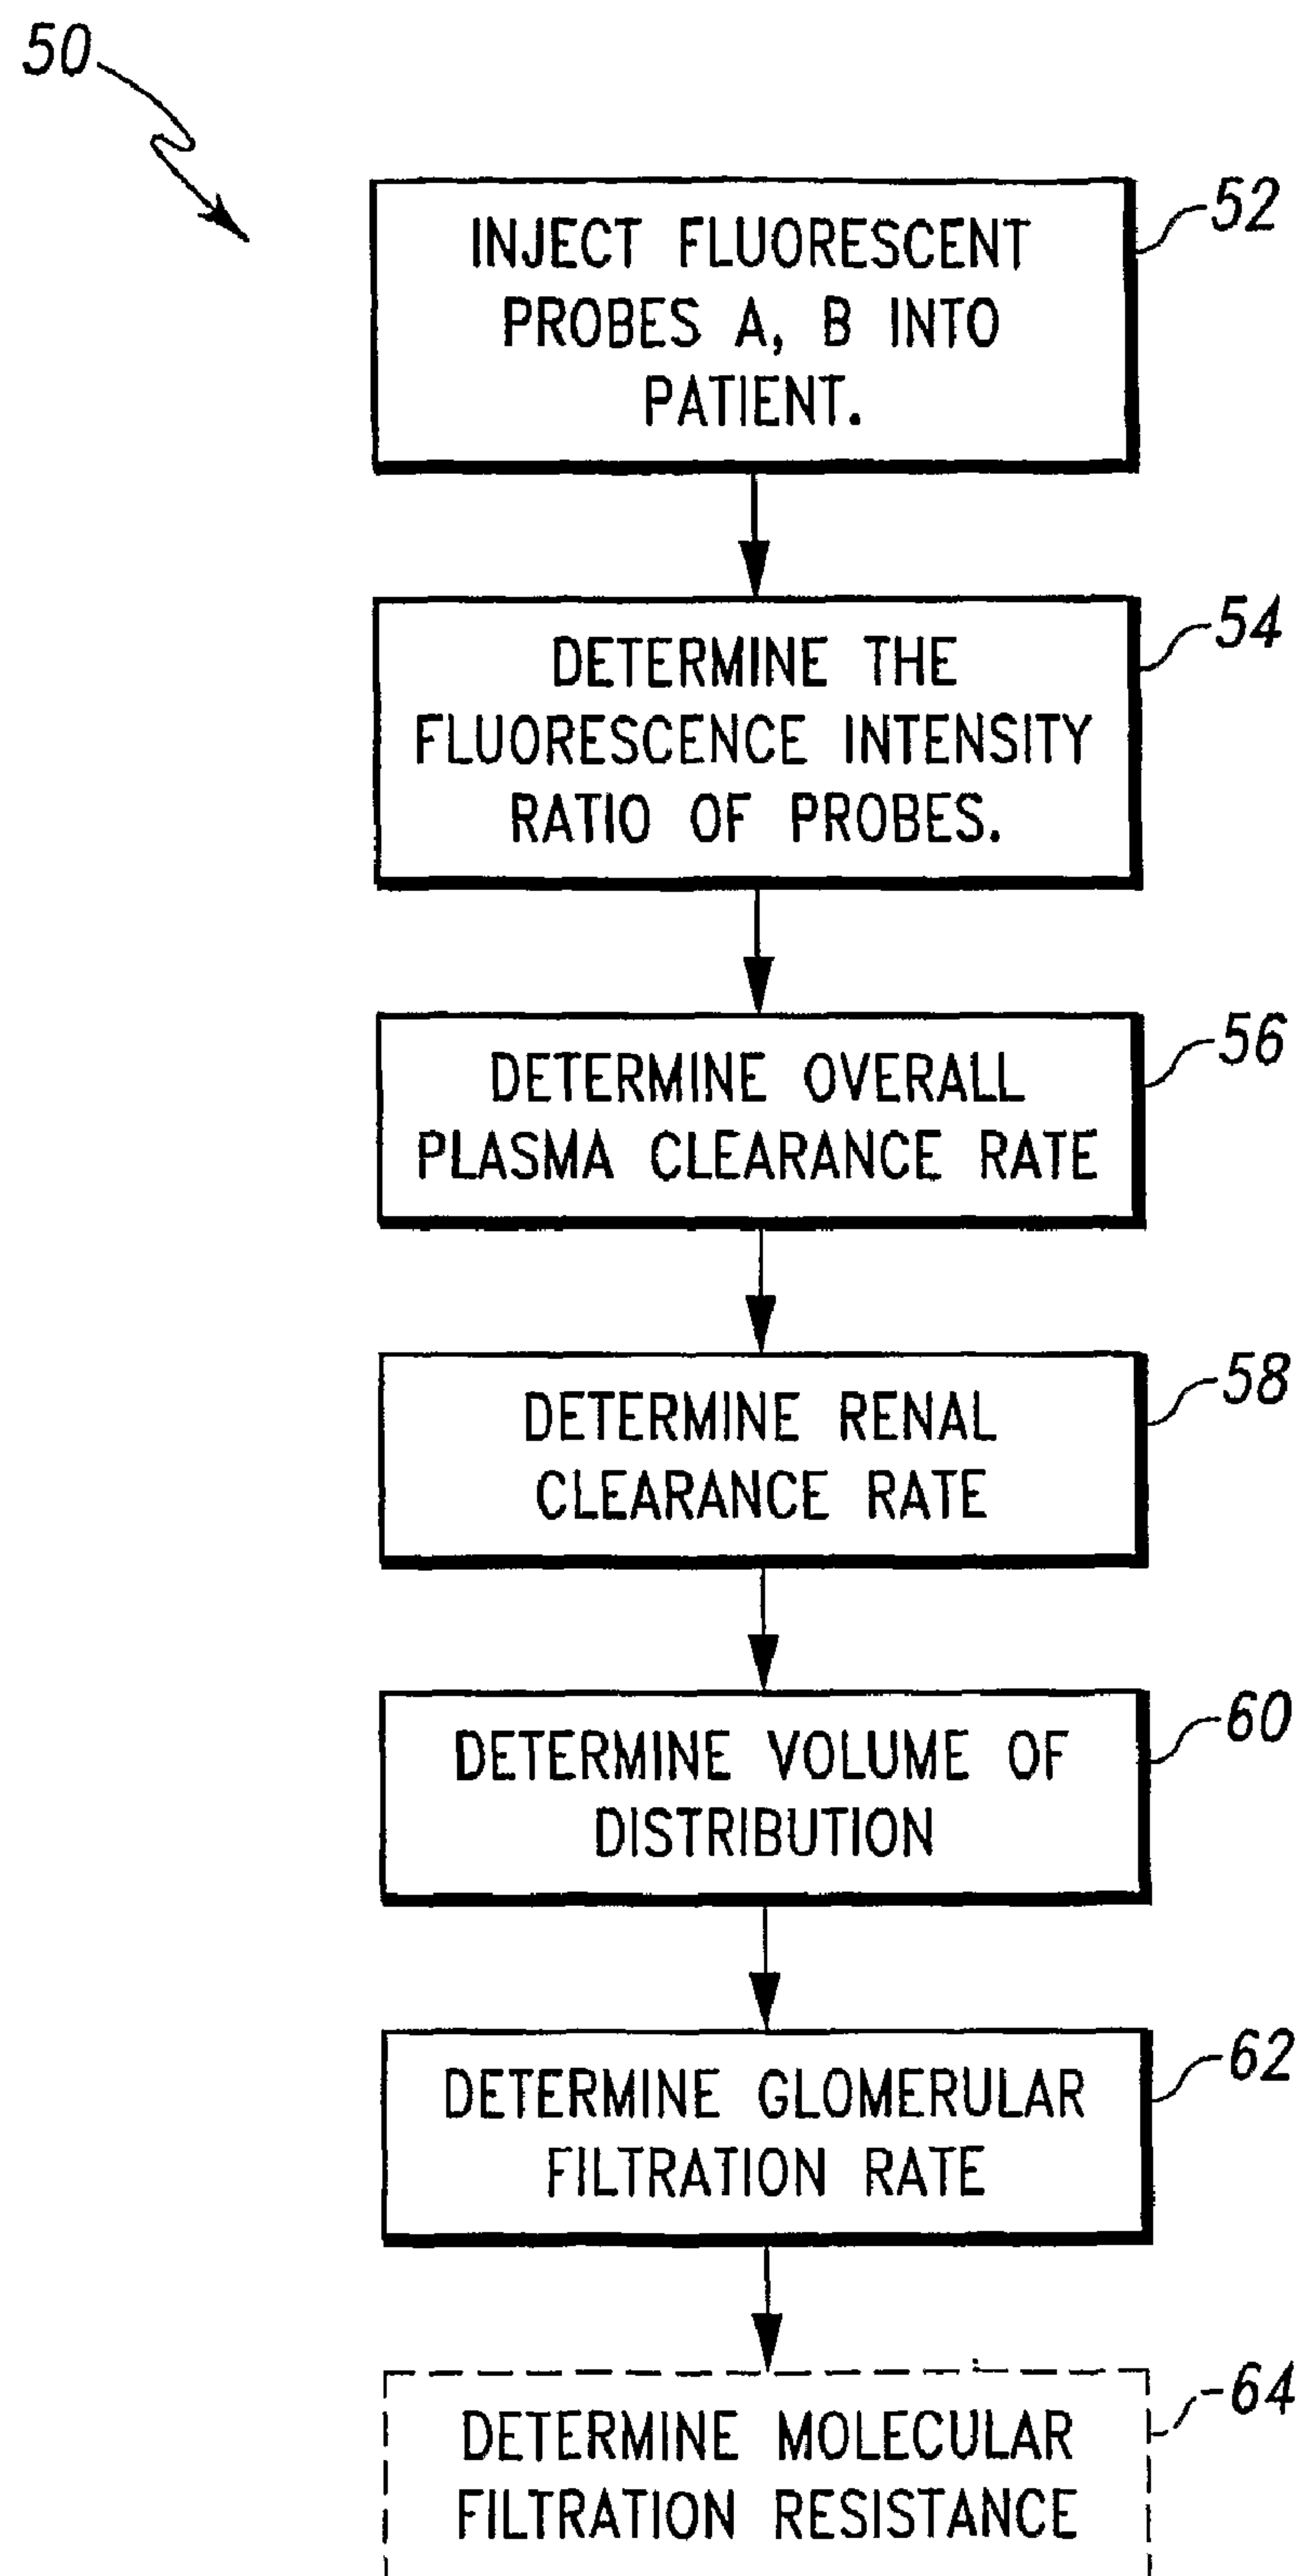 50
52
INJECT FLUORESCENT
PROBES A, B INTO
PATIENT.
54
DETERMINE THE
FLUORESCENCE INTENSITY
RATIO OF PROBES.
56
DETERMINE OVERALL
PLASMA CLEARANCE RATE
58
DETERMINE RENAL
CLEARANCE RATE
60
DETERMINE VOLUME OF
DISTRIBUTION
62
DETERMINE GLOMERULAR
FILTRATION RATE
64
DETERMINE MOLECULAR
FILTRATION RESISTANCE